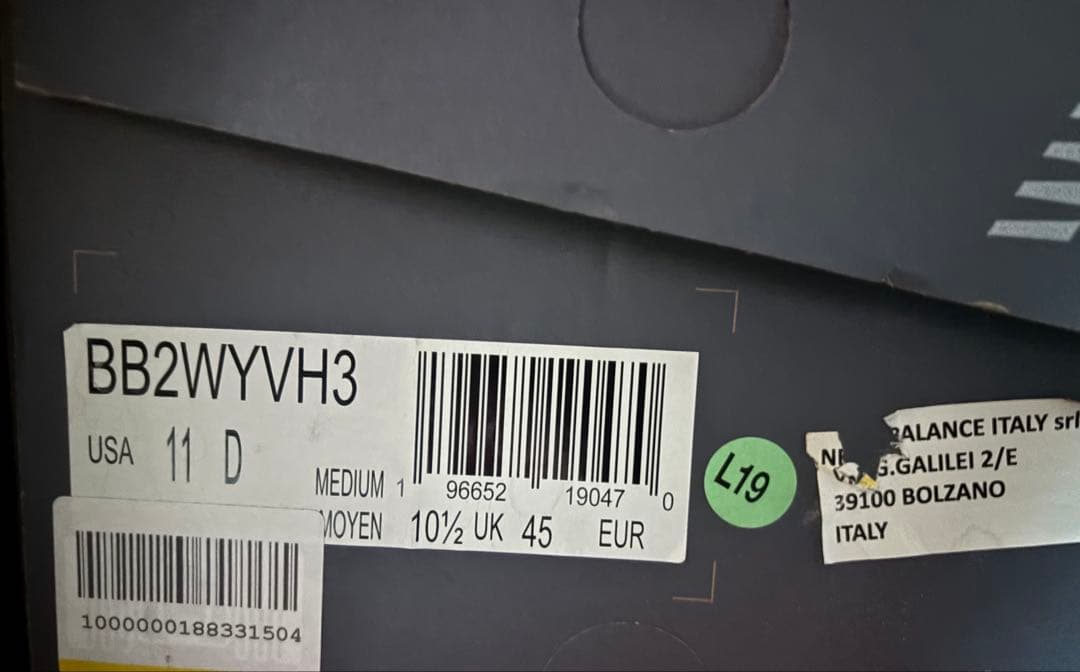 BB2WYVH3
USA 11 D
MEDIUM 1 96652 19047 0
MOYEN 10½ UK 45 EUR
1000000188331504
L19
BALANCE ITALY srl
G.GALILEI 2/E
39100 BOLZANO
ITALY